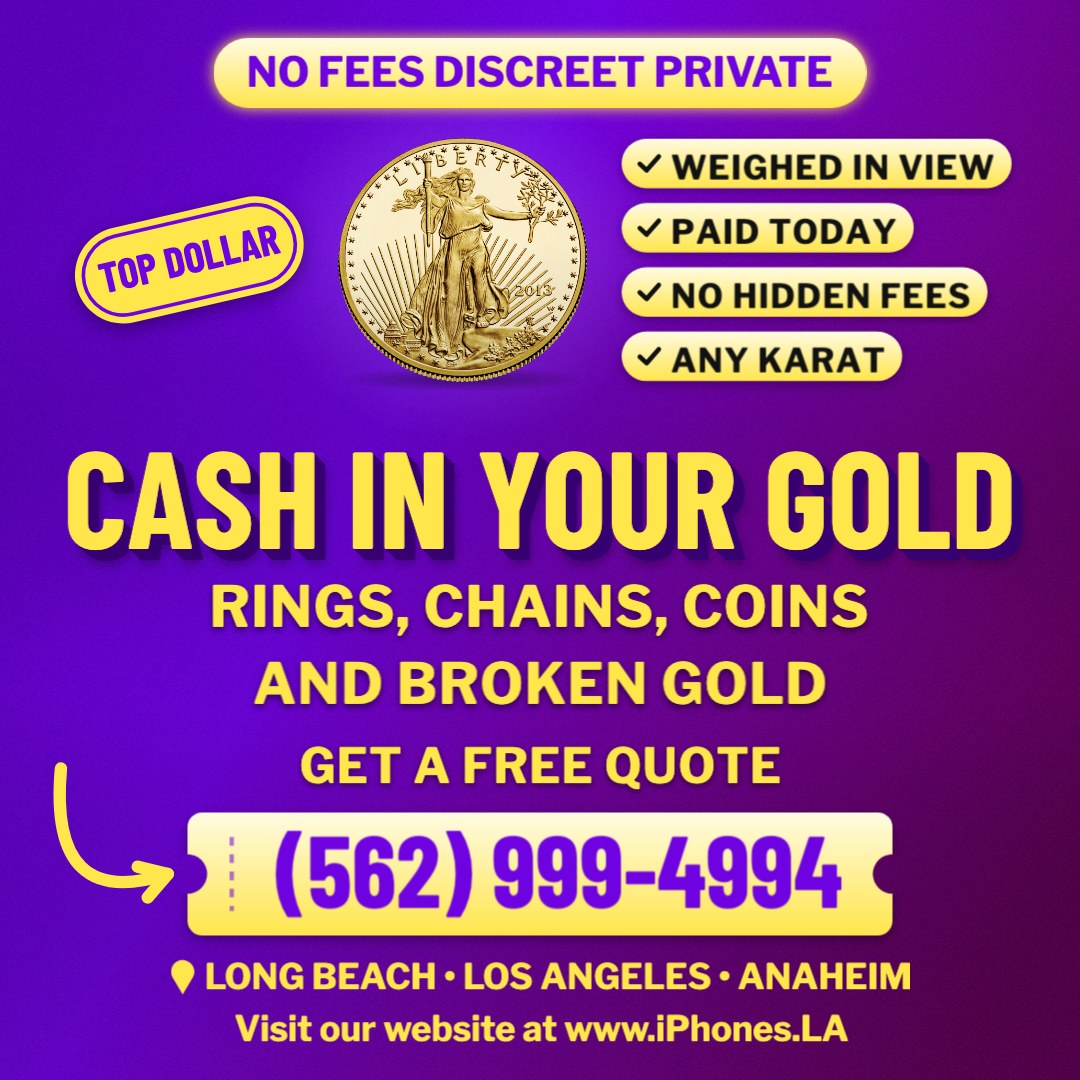 NO FEES DISCREET PRIVATE
TOP DOLLAR
LIBERTY
2013
WEIGHED IN VIEW
PAID TODAY
NO HIDDEN FEES
ANY KARAT
CASH IN YOUR GOLD
RINGS, CHAINS, COINS
AND BROKEN GOLD
GET A FREE QUOTE
(562) 999-4994
LONG BEACH • LOS ANGELES • ANAHEIM
Visit our website at www.iPhones.LA